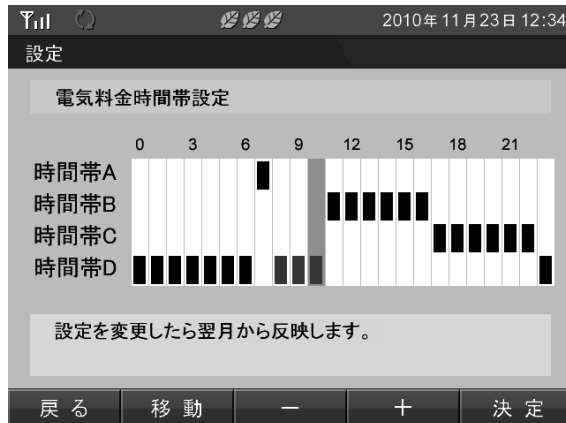 2010年11月23日 12:34
設定
電気料金時間帯設定
0 3 6 9 12 15 18 21
時間帯A
時間帯B
時間帯C
時間帯D
設定を変更したら翌月から反映します。
戻る 移動 － ＋ 決定